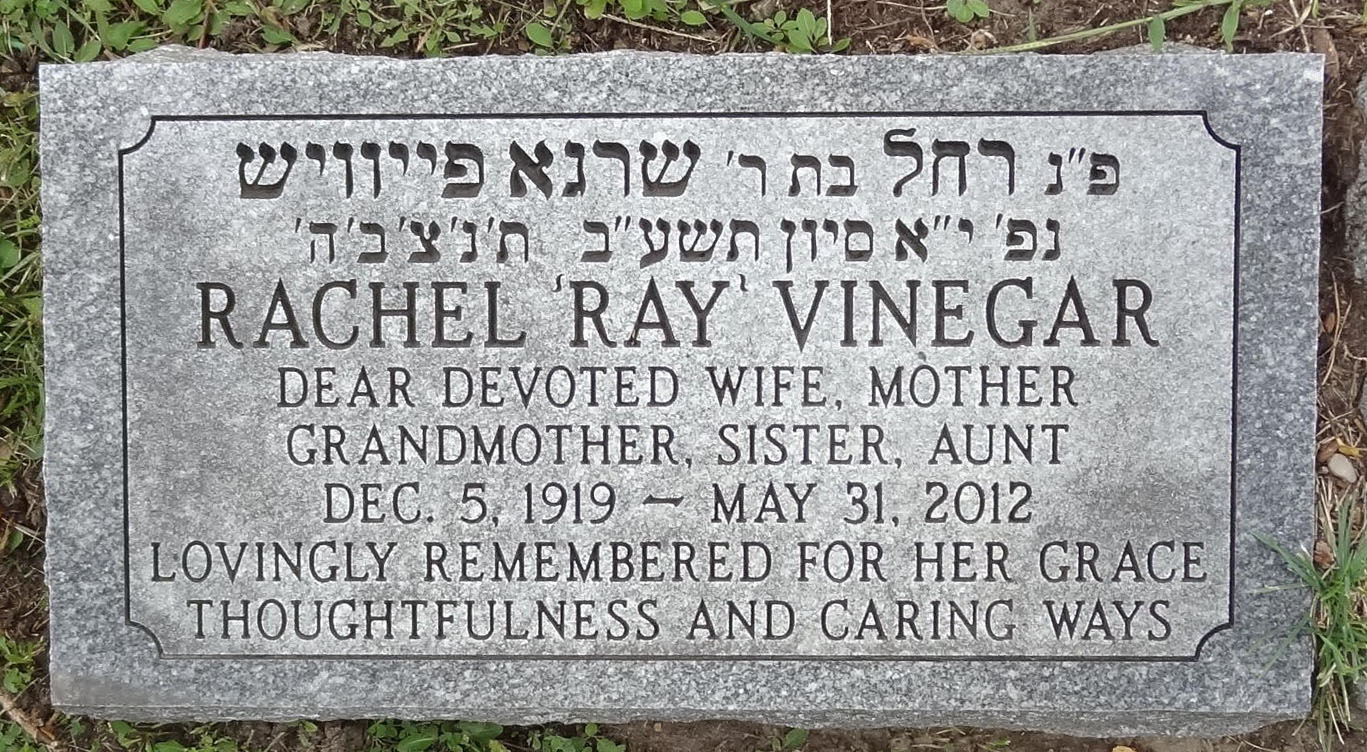 פ"נ רחל בת ר' שרגא פייוויש
נפ' י"א סיון תשע"ב ת'נ'צ'ב'ה'
RACHEL 'RAY' VINEGAR
DEAR DEVOTED WIFE, MOTHER
GRANDMOTHER, SISTER, AUNT
DEC. 5, 1919 – MAY 31, 2012
LOVINGLY REMEMBERED FOR HER GRACE
THOUGHTFULNESS AND CARING WAYS